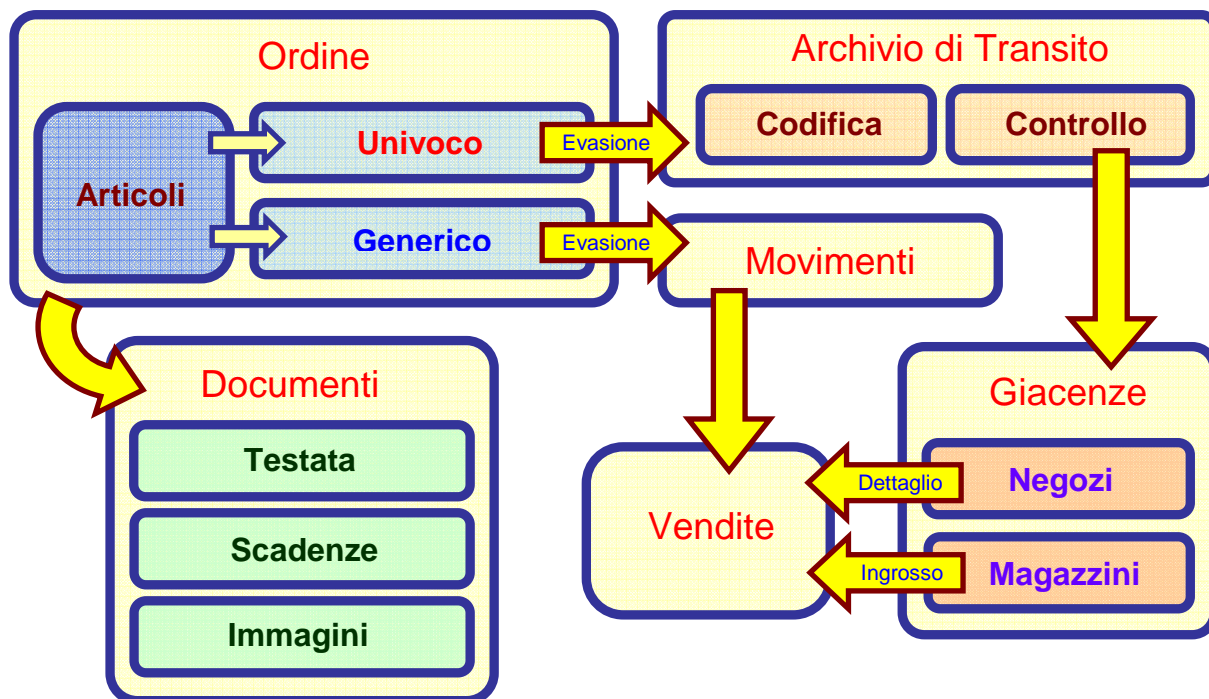 Ordine
Articoli
Univoco
Evasione
Generico
Evasione
Archivio di Transito
Codifica
Controllo
Movimenti
Documenti
Testata
Scadenze
Immagini
Giacenze
Negozi
Dettaglio
Magazzini
Ingrosso
Vendite